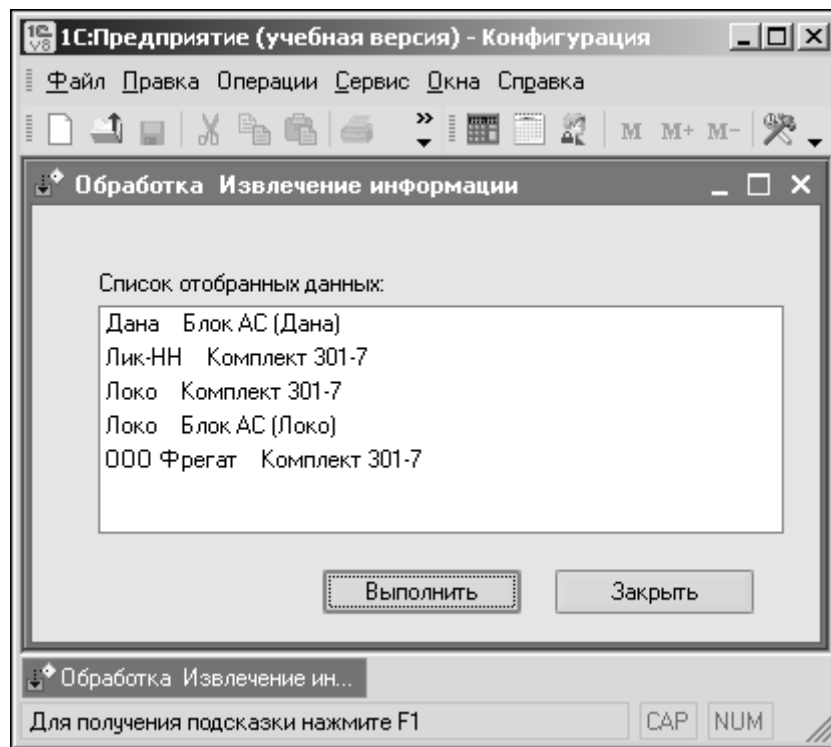 1С:Предприятие (учебная версия) - Конфигурация
Файл Правка Операции Сервис Окна Справка
M M+ M-
Обработка Извлечение информации
Список отобранных данных:
Дана Блок АС (Дана)
Лик-НН Комплект 301-7
Локо Комплект 301-7
Локо Блок АС (Локо)
ООО Фрегат Комплект 301-7
Выполнить Закрыть
Обработка Извлечение ин...
Для получения подсказки нажмите F1 CAP NUM